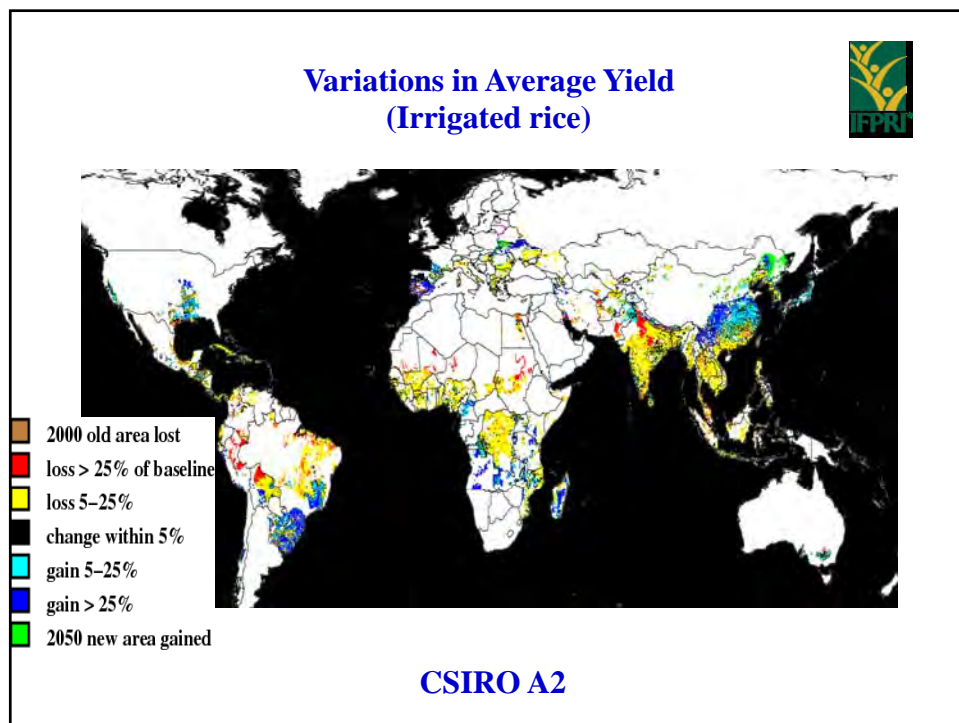 Variations in Average Yield
(Irrigated rice)
IFPRI
2000 old area lost
loss > 25% of baseline
loss 5–25%
change within 5%
gain 5–25%
gain > 25%
2050 new area gained
CSIRO A2